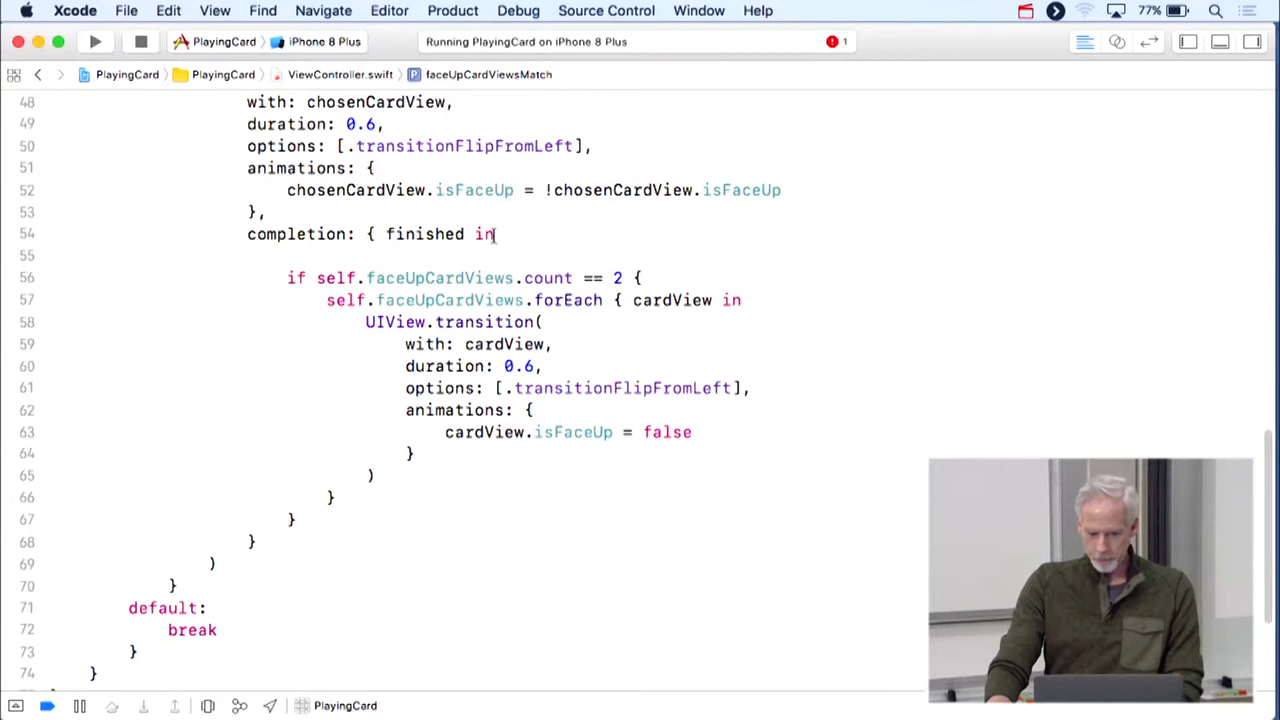 Xcode File Edit View Find Navigate Editor Product Debug Source Control Window Help 77%
PlayingCard iPhone 8 Plus Running PlayingCard on iPhone 8 Plus 1
PlayingCard PlayingCard ViewController.swift P faceUpCardViewsMatch
48 with: chosenCardView,
49 duration: 0.6,
50 options: [.transitionFlipFromLeft],
51 animations: {
52 chosenCardView.isFaceUp = !chosenCardView.isFaceUp
53 },
54 completion: { finished in
55
56 if self.faceUpCardViews.count == 2 {
57 self.faceUpCardViews.forEach { cardView in
58 UIView.transition(
59 with: cardView,
60 duration: 0.6,
61 options: [.transitionFlipFromLeft],
62 animations: {
63 cardView.isFaceUp = false
64 }
65 )
66 }
67 }
68 }
69 )
70 }
71 default:
72 break
73 }
74 }
PlayingCard